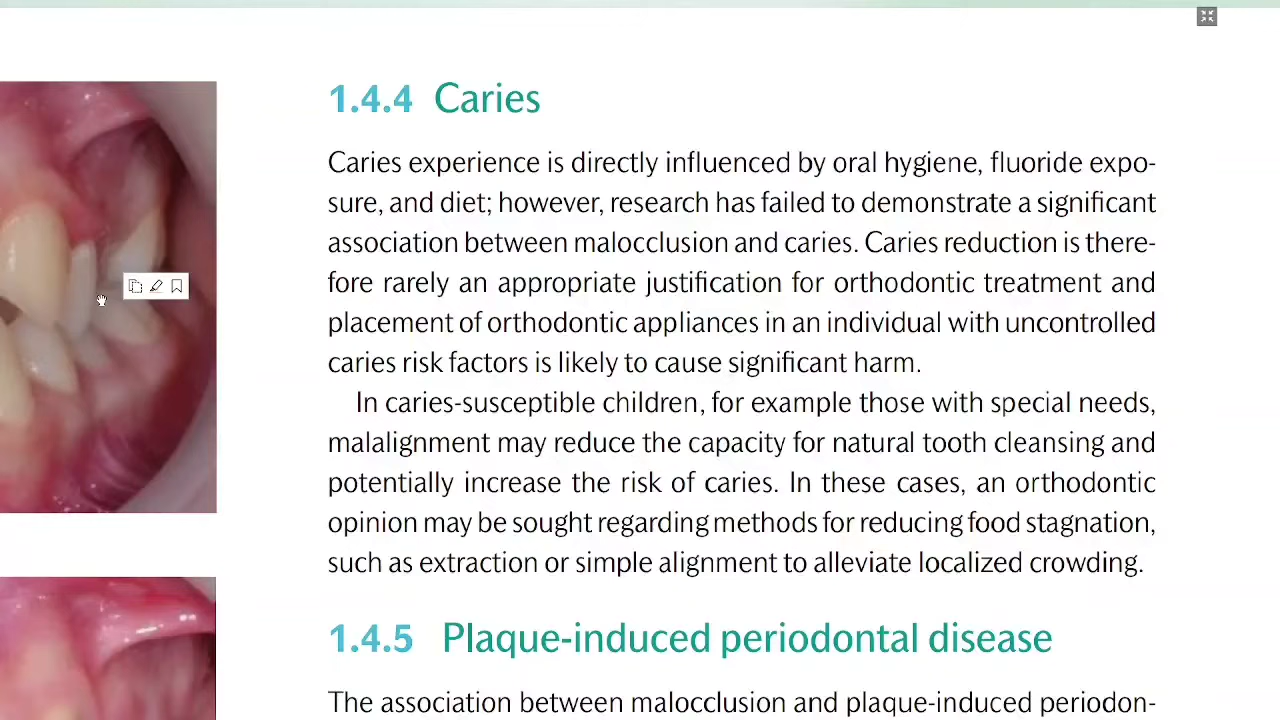 1.4.4 Caries
Caries experience is directly influenced by oral hygiene, fluoride expo-
sure, and diet; however, research has failed to demonstrate a significant
association between malocclusion and caries. Caries reduction is there-
fore rarely an appropriate justification for orthodontic treatment and
placement of orthodontic appliances in an individual with uncontrolled
caries risk factors is likely to cause significant harm.
In caries-susceptible children, for example those with special needs,
malalignment may reduce the capacity for natural tooth cleansing and
potentially increase the risk of caries. In these cases, an orthodontic
opinion may be sought regarding methods for reducing food stagnation,
such as extraction or simple alignment to alleviate localized crowding.
1.4.5 Plaque-induced periodontal disease
The association between malocclusion and plaque-induced periodon-